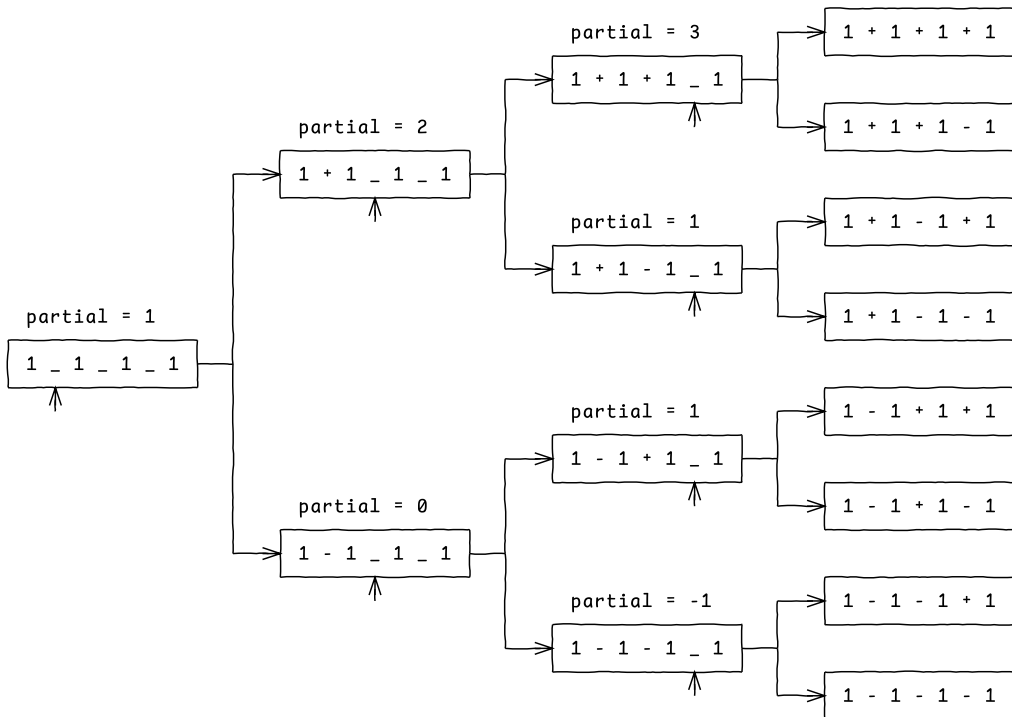 partial = 3
1 + 1 + 1 + 1
1 + 1 + 1 _ 1
partial = 2
1 + 1 + 1 - 1
1 + 1 _ 1 _ 1
partial = 1
1 + 1 - 1 + 1
1 + 1 - 1 _ 1
partial = 1
1 + 1 - 1 - 1
1 _ 1 _ 1 _ 1
partial = 1
1 - 1 + 1 + 1
1 - 1 + 1 _ 1
partial = 0
1 - 1 + 1 - 1
1 - 1 _ 1 _ 1
partial = -1
1 - 1 - 1 + 1
1 - 1 - 1 _ 1
1 - 1 - 1 - 1